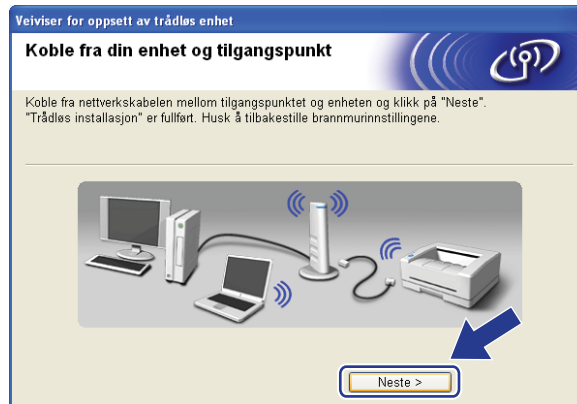 Veiviser for oppsett av trådløs enhet
Koble fra din enhet og tilgangspunkt
Koble fra nettverkskabelen mellom tilgangspunktet og enheten og klikk på "Neste".
"Trådløs installasjon" er fullført. Husk å tilbakestille brannmurinnstillingene.
Neste >